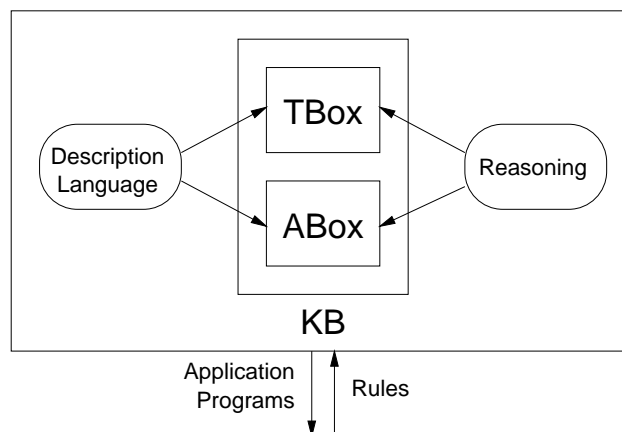 TBox
Description
Language
Reasoning
ABox
KB
Application
Programs
Rules